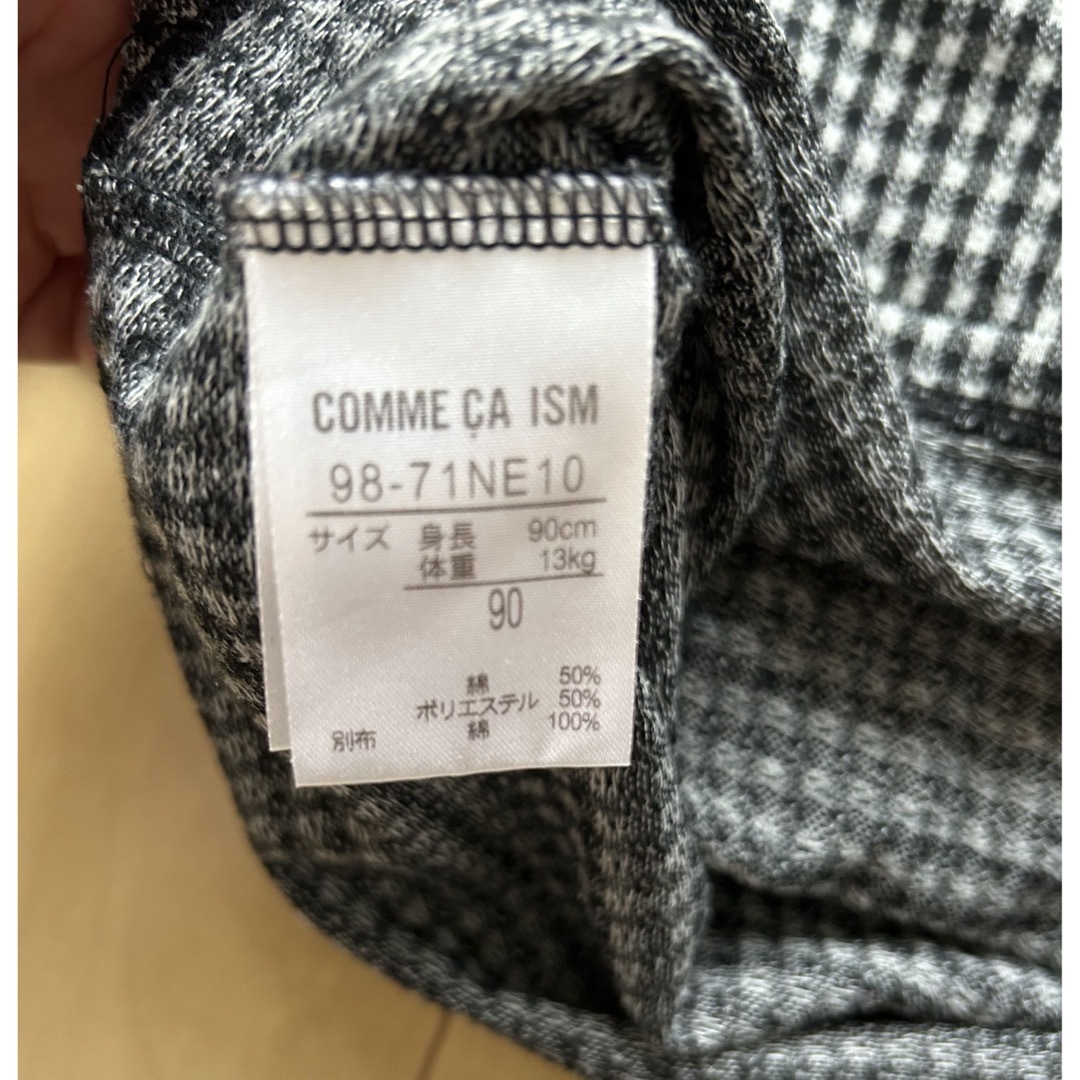 COMME ÇA ISM
98-71NE10
サイズ 身長 90cm
体重 13kg
90
綿 50%
ポリエステル 50%
別布 綿 100%